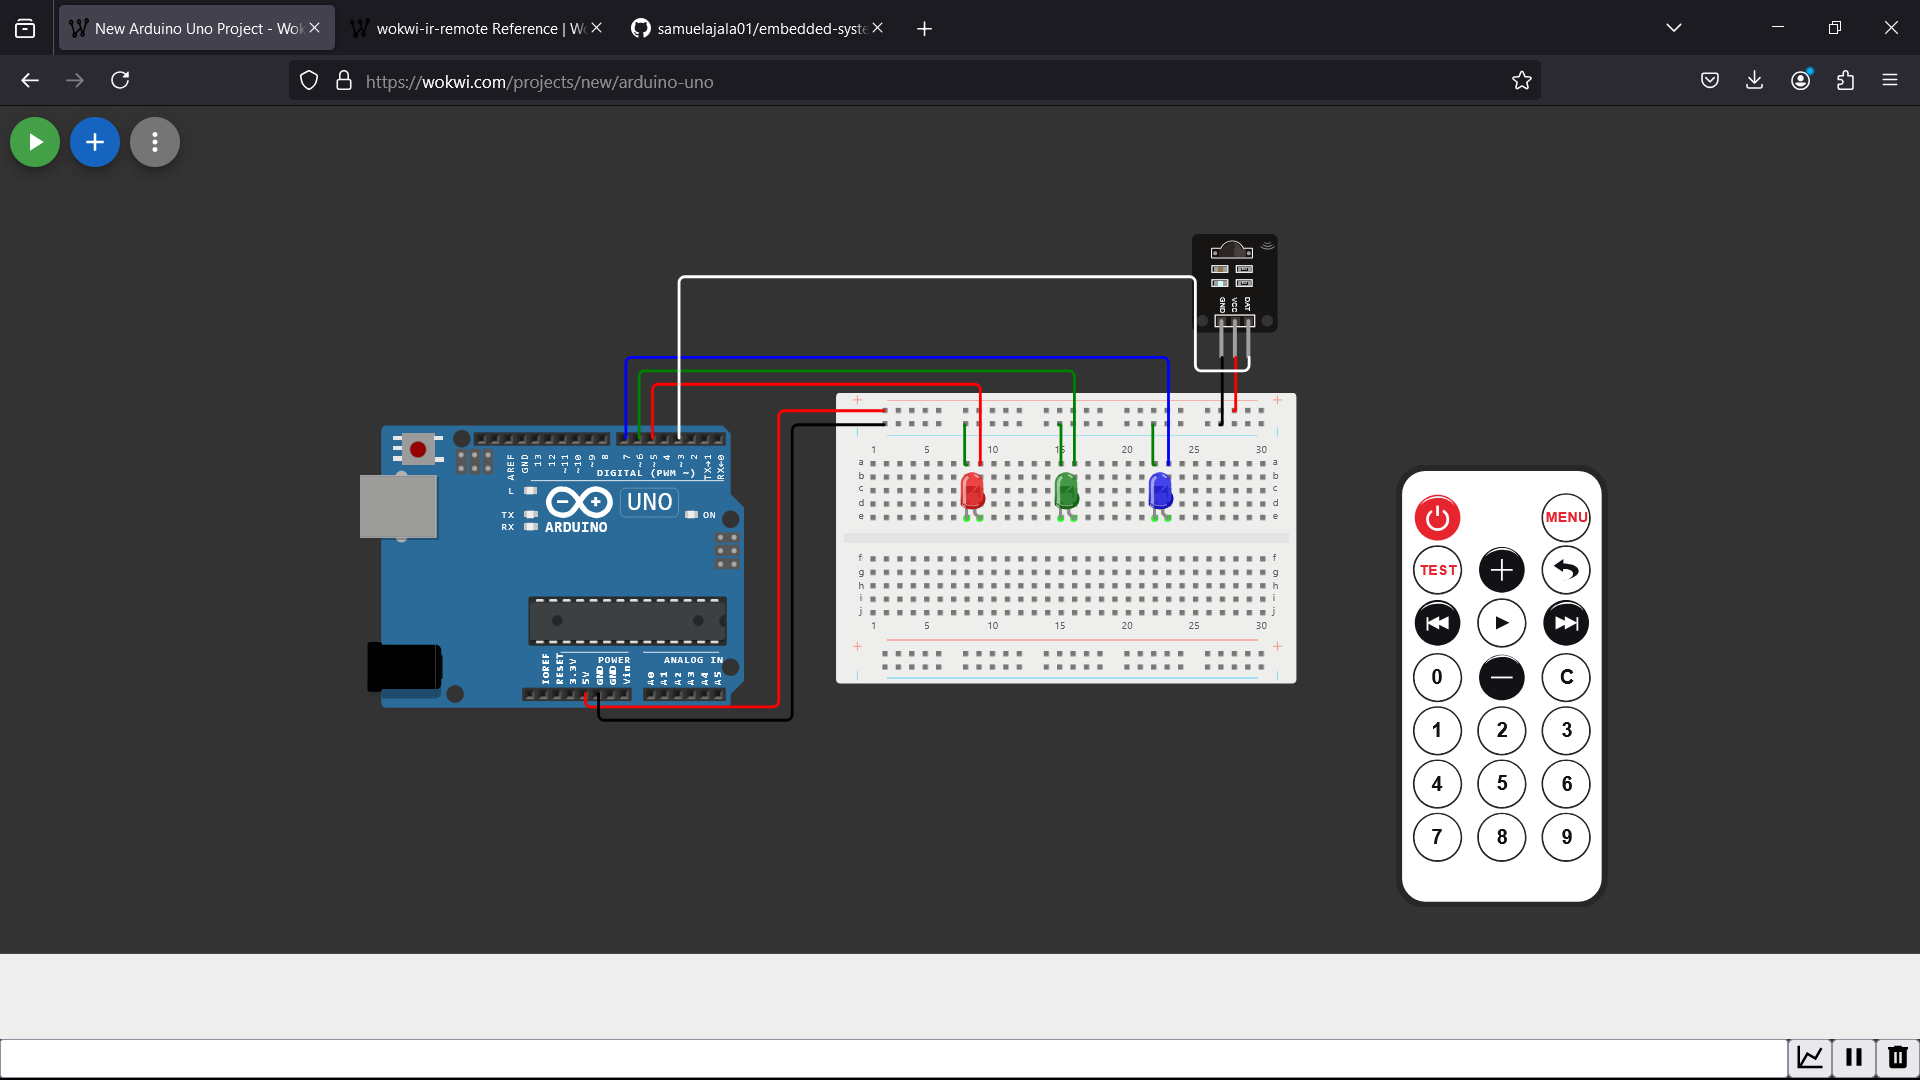 New Arduino Uno Project - Wok
wokwi-ir-remote Reference | Wo
samuelajala01/embedded-syste
https://wokwi.com/projects/new/arduino-uno
GND
VCC
DAT
AREF
GND
13
12
~11
~10
~9
8
7
~6
~5
4
~3
2
TX→1
RX←0
DIGITAL (PWM ~)
L
TX
RX
UNO
ARDUINO
ON
POWER
ANALOG IN
IOREF
RESET
3.3V
5V
GND
GND
Vin
A0
A1
A2
A3
A4
A5
+ +
1 5 10 15 20 25 30
a a
b b
c c
d d
e e
f f
g g
h h
i i
j j
1 5 10 15 20 25 30
+ +
MENU
TEST
+
0
C
1 2 3
4 5 6
7 8 9